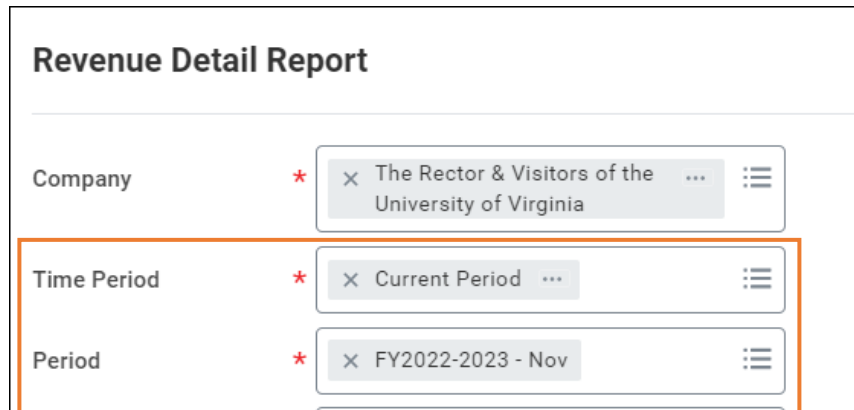 Revenue Detail Report
Company * × The Rector & Visitors of the ...
University of Virginia
Time Period * × Current Period ...
Period * × FY2022-2023 - Nov